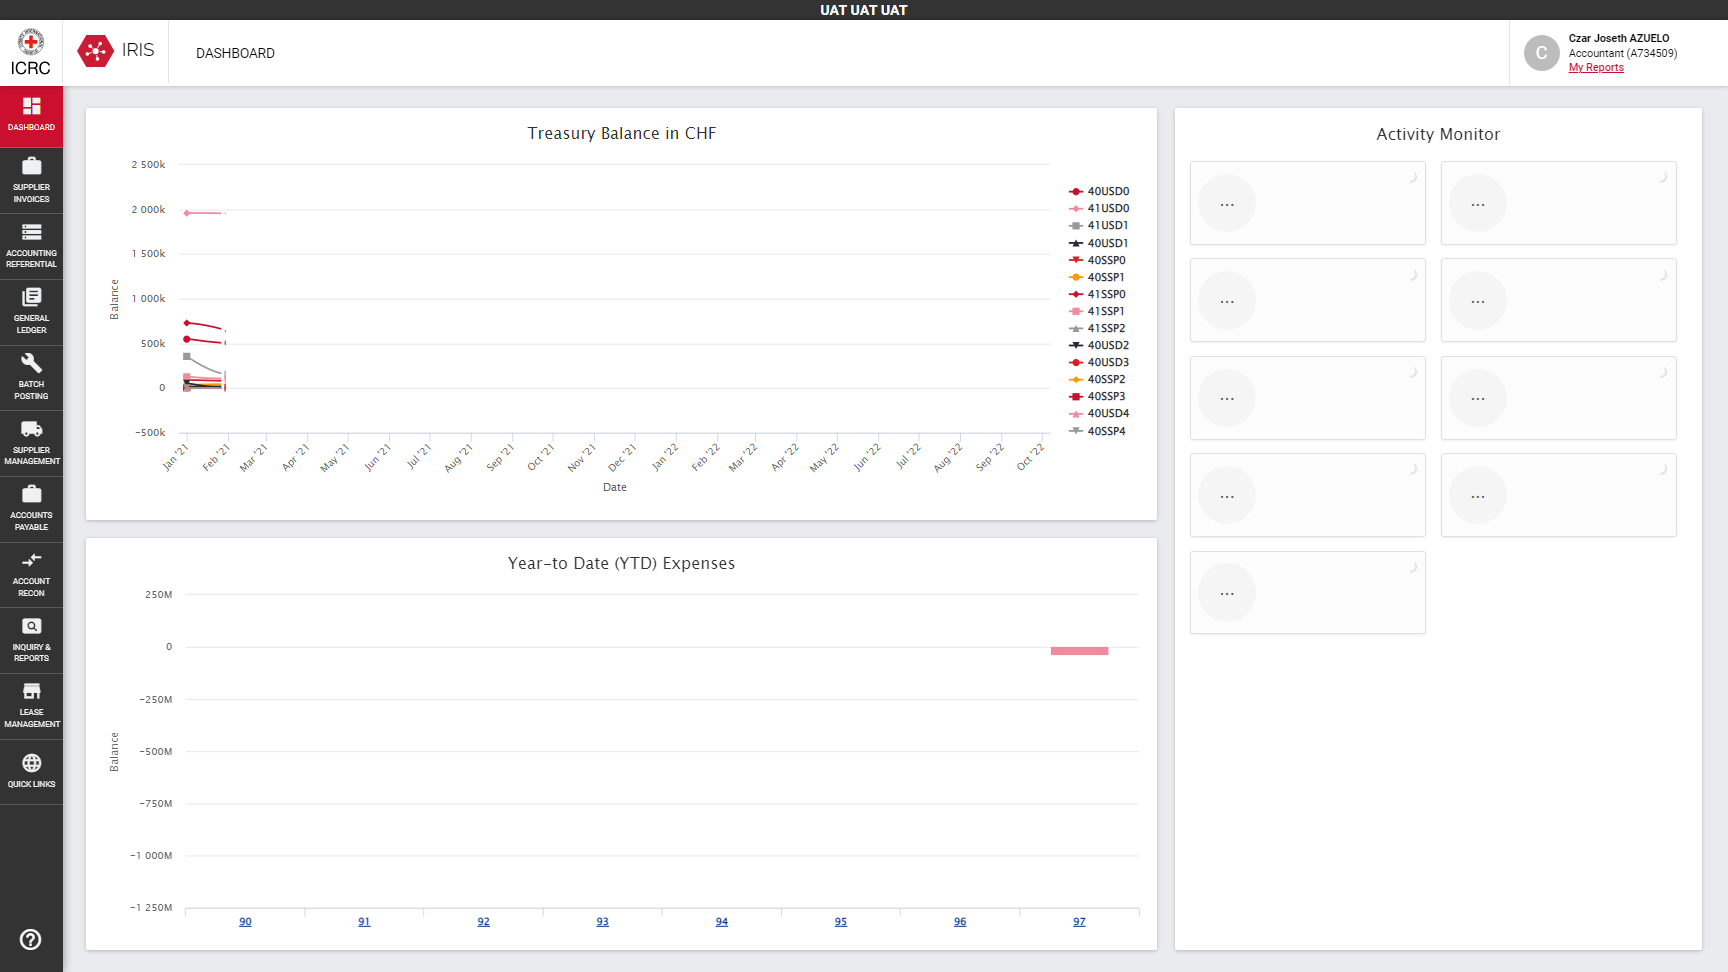 UAT UAT UAT
ICRC
IRIS
DASHBOARD
Czar Joseth AZUELO
Accountant (A734509)
My Reports
DASHBOARD
SUPPLIER
INVOICES
ACCOUNTING
REFERENTIAL
GENERAL
LEDGER
BATCH
POSTING
SUPPLIER
MANAGEMENT
ACCOUNTS
PAYABLE
ACCOUNT
RECON
INQUIRY &
REPORTS
LEASE
MANAGEMENT
QUICK LINKS
Treasury Balance in CHF
2 500k
2 000k
1 500k
1 000k
500k
0
−500k
Balance
Jan '21
Feb '21
Mar '21
Apr '21
May '21
Jun '21
Jul '21
Aug '21
Sep '21
Oct '21
Nov '21
Dec '21
Jan '22
Feb '22
Mar '22
Apr '22
May '22
Jun '22
Jul '22
Aug '22
Sep '22
Oct '22
Date
40USD0
41USD0
41USD1
40USD1
40SSP0
40SSP1
41SSP0
41SSP1
41SSP2
40USD2
40USD3
40SSP2
40SSP3
40USD4
40SSP4
Year-to Date (YTD) Expenses
250M
0
−250M
−500M
−750M
−1 000M
−1 250M
Balance
90
91
92
93
94
95
96
97
Activity Monitor
...
...
...
...
...
...
...
...
...